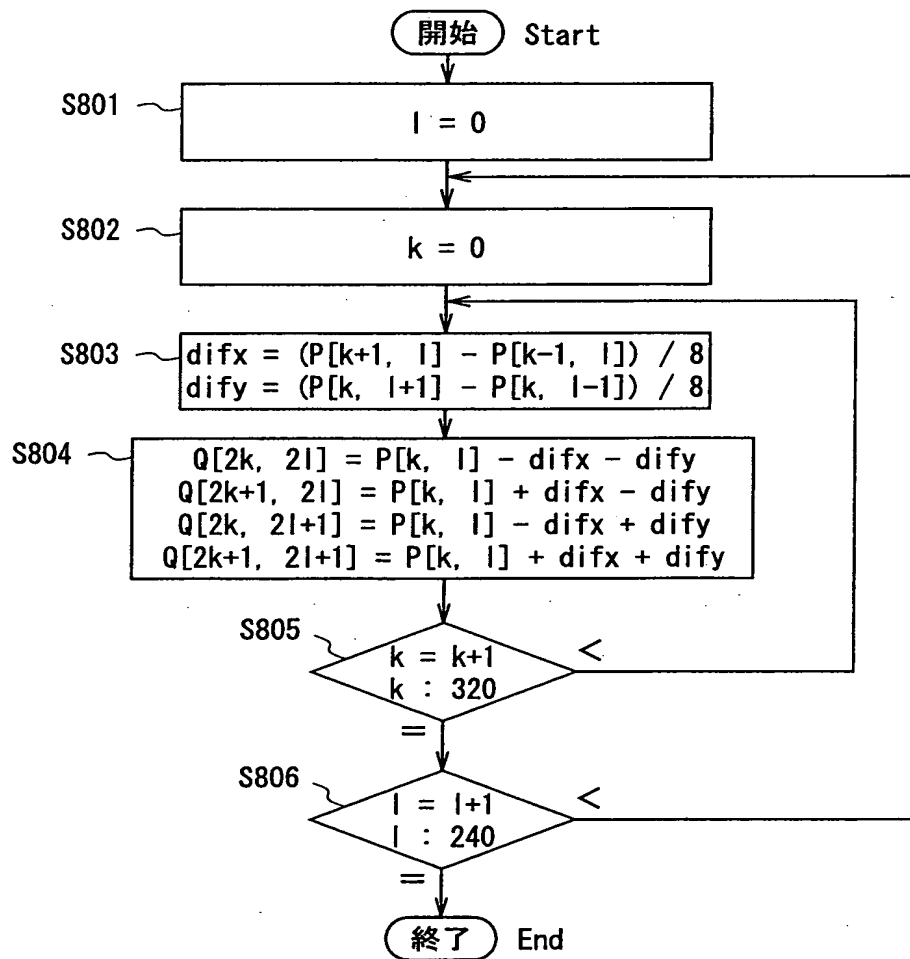 開始 Start
S801
l = 0
S802
k = 0
S803
difx = (P[k+1, l] - P[k-1, l]) / 8
dify = (P[k, l+1] - P[k, l-1]) / 8
S804
Q[2k, 2l] = P[k, l] - difx - dify
Q[2k+1, 2l] = P[k, l] + difx - dify
Q[2k, 2l+1] = P[k, l] - difx + dify
Q[2k+1, 2l+1] = P[k, l] + difx + dify
S805
k = k+1
k : 320
<
=
S806
l = l+1
l : 240
<
=
終了 End